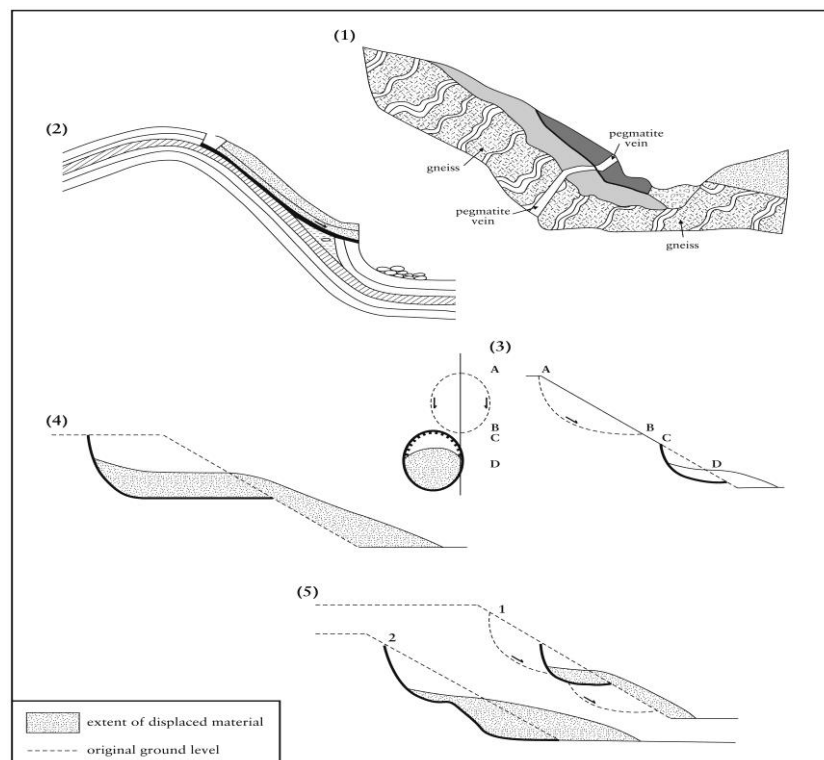 (1)
pegmatite
vein
gneiss
pegmatite
vein
gneiss
(2)
(3)
A
B
C
D
A
B
C
D
(4)
(5)
1
2
extent of displaced material
original ground level